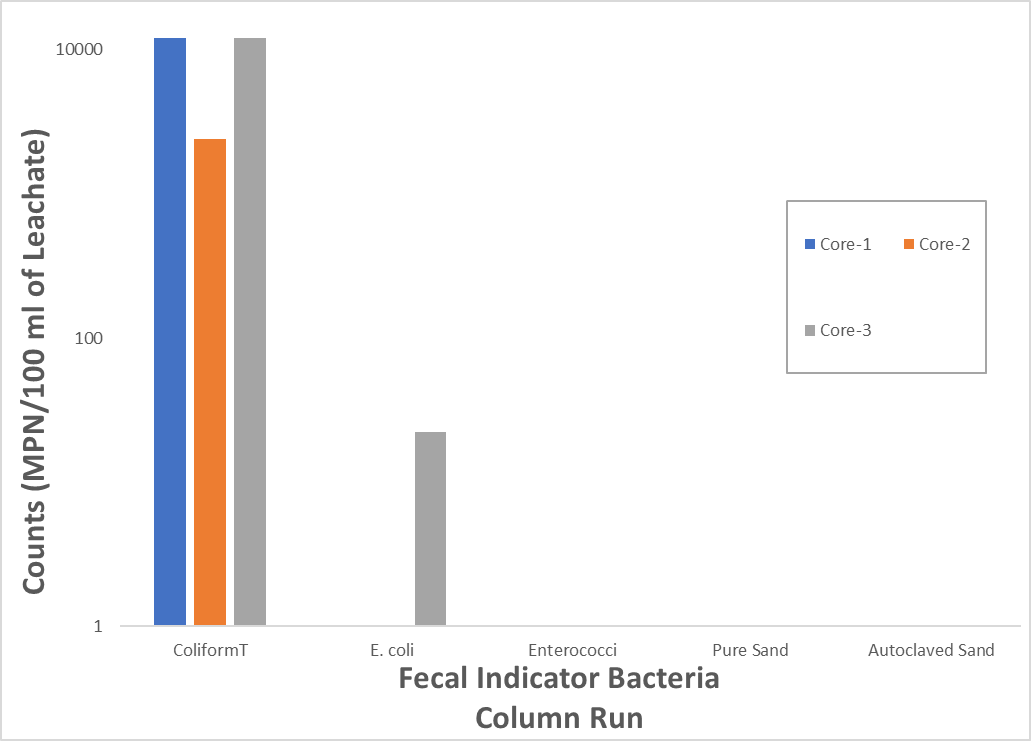 Counts (MPN/100 ml of Leachate)
10000
100
1
Core-1 Core-2
Core-3
ColiformT E. coli Enterococci Pure Sand Autoclaved Sand
Fecal Indicator Bacteria
Column Run